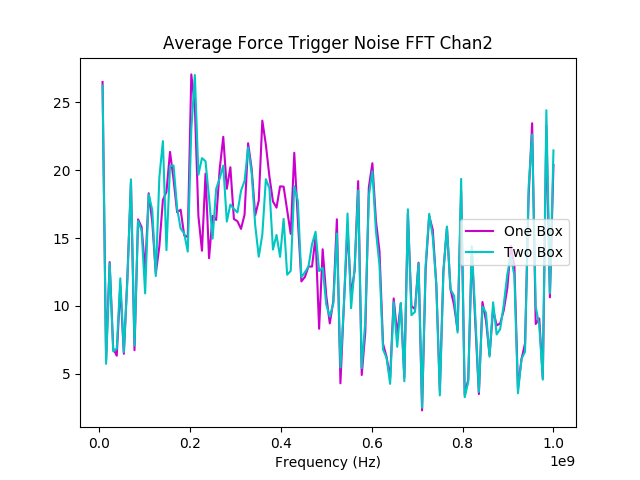 Average Force Trigger Noise FFT Chan2
25
20
15
10
5
One Box
Two Box
0.0 0.2 0.4 0.6 0.8 1.0
1e9
Frequency (Hz)